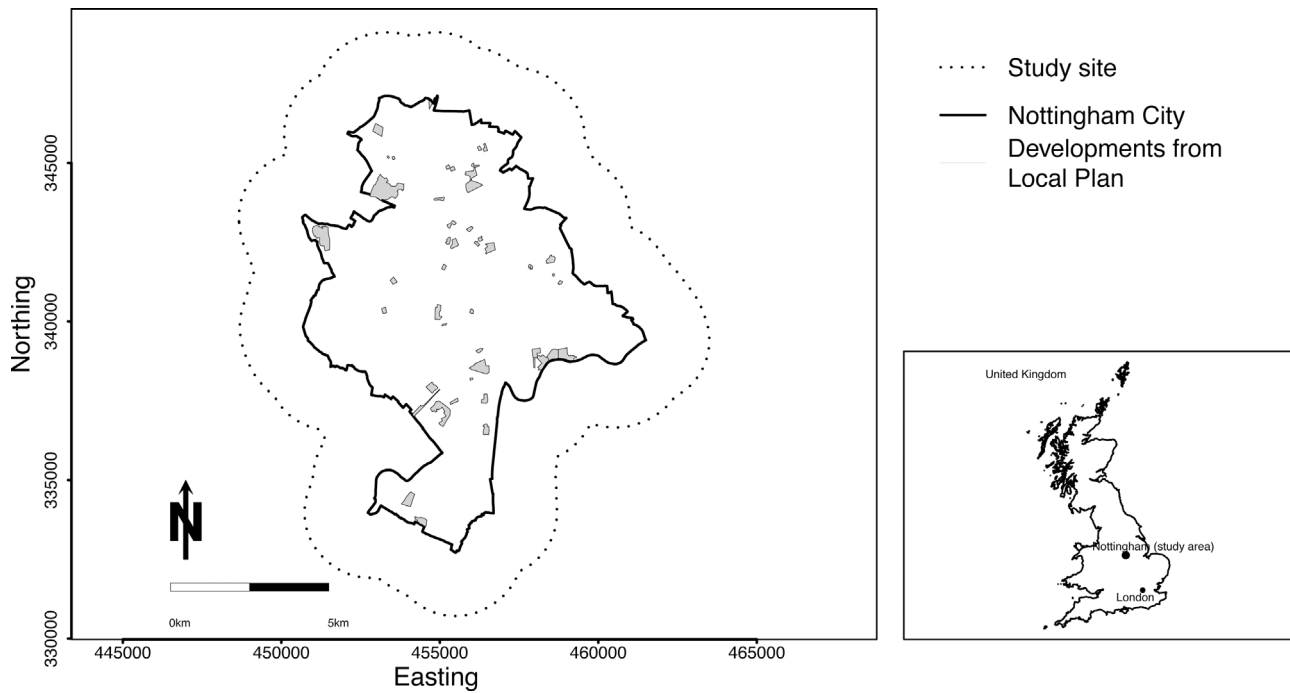 Study site
Nottingham City
Developments from
Local Plan
345000
340000
335000
330000
Northing
N
0km
5km
445000
450000
455000
460000
465000
Easting
United Kingdom
Nottingham (study area)
London